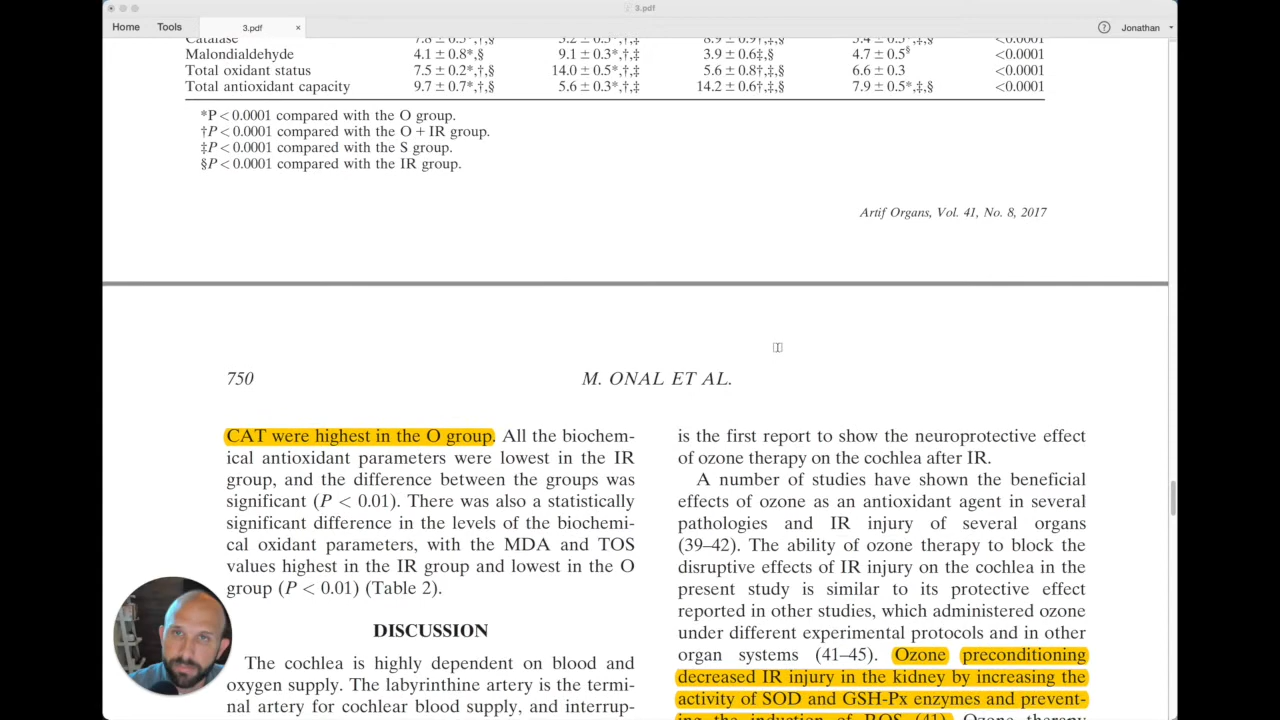 3.pdf
Home Tools 3.pdf × ? Jonathan
Catalase
Malondialdehyde 4.1 ± 0.8*,§ 9.1 ± 0.3*,†,‡ 3.9 ± 0.6‡,§ 4.7 ± 0.5§ <0.0001
Total oxidant status 7.5 ± 0.2*,†,§ 14.0 ± 0.5*,†,‡ 5.6 ± 0.8†,‡,§ 6.6 ± 0.3 <0.0001
Total antioxidant capacity 9.7 ± 0.7*,†,§ 5.6 ± 0.3*,†,‡ 14.2 ± 0.6†,‡,§ 7.9 ± 0.5*,‡,§ <0.0001
*P < 0.0001 compared with the O group.
†P < 0.0001 compared with the O + IR group.
‡P < 0.0001 compared with the S group.
§P < 0.0001 compared with the IR group.
Artif Organs, Vol. 41, No. 8, 2017
750 M. ONAL ET AL.
CAT were highest in the O group. All the biochem-
ical antioxidant parameters were lowest in the IR
group, and the difference between the groups was
significant (P < 0.01). There was also a statistically
significant difference in the levels of the biochemi-
cal oxidant parameters, with the MDA and TOS
values highest in the IR group and lowest in the O
group (P < 0.01) (Table 2).
DISCUSSION
The cochlea is highly dependent on blood and
oxygen supply. The labyrinthine artery is the termi-
nal artery for cochlear blood supply, and interrup-
is the first report to show the neuroprotective effect
of ozone therapy on the cochlea after IR.
A number of studies have shown the beneficial
effects of ozone as an antioxidant agent in several
pathologies and IR injury of several organs
(39–42). The ability of ozone therapy to block the
disruptive effects of IR injury on the cochlea in the
present study is similar to its protective effect
reported in other studies, which administered ozone
under different experimental protocols and in other
organ systems (41–45). Ozone preconditioning
decreased IR injury in the kidney by increasing the
activity of SOD and GSH-Px enzymes and prevent-
ing the induction of ROS (41). Ozone therapy